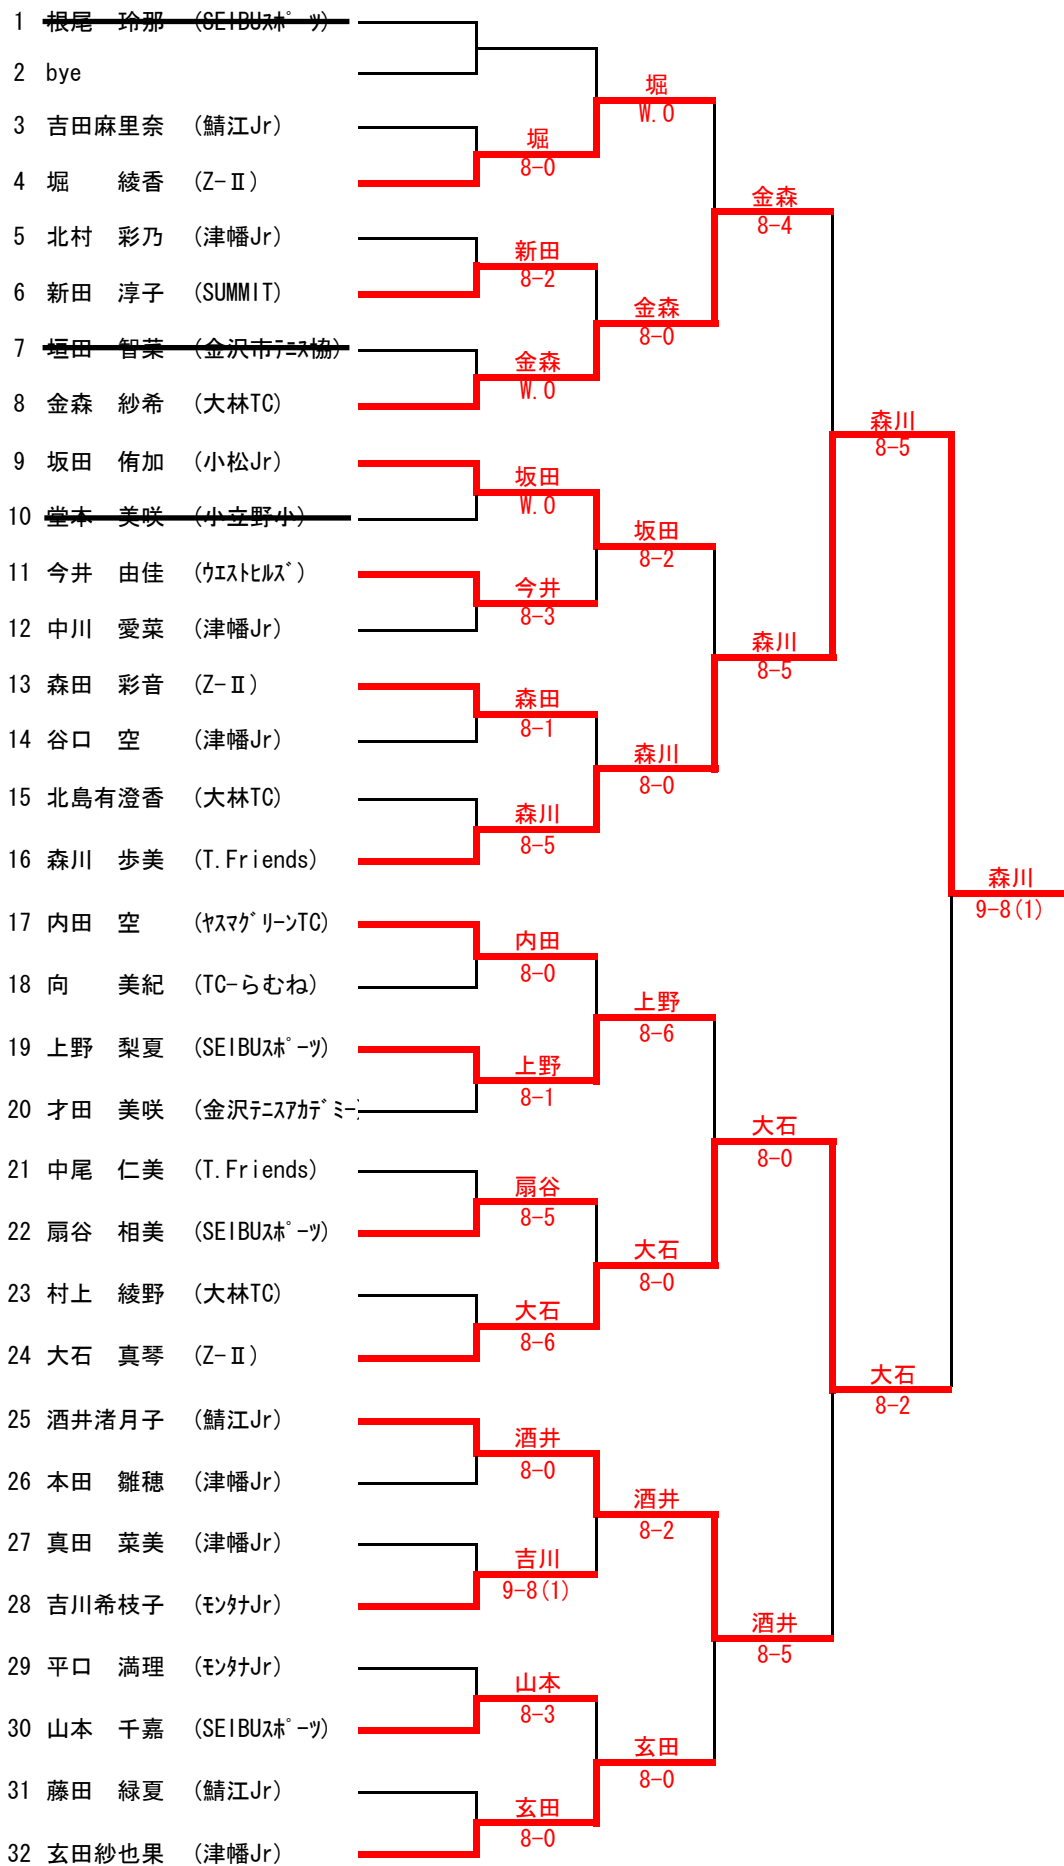 1 根尾 玲那 (SEIBUｽﾎﾟｰﾂ)
2 bye
3 吉田麻里奈 (鯖江Jr)
4 堀 綾香 (Z-Ⅱ)
5 北村 彩乃 (津幡Jr)
6 新田 淳子 (SUMMIT)
7 垣田 智菜 (金沢市ﾃﾆｽ協)
8 金森 紗希 (大林TC)
9 坂田 侑加 (小松Jr)
10 堂本 美咲 (小立野小)
11 今井 由佳 (ｳｴｽﾄﾋﾙｽﾞ)
12 中川 愛菜 (津幡Jr)
13 森田 彩音 (Z-Ⅱ)
14 谷口 空 (津幡Jr)
15 北島有澄香 (大林TC)
16 森川 歩美 (T.Friends)
17 内田 空 (ﾔｽﾏｸﾞﾘｰﾝTC)
18 向 美紀 (TC-らむね)
19 上野 梨夏 (SEIBUｽﾎﾟｰﾂ)
20 才田 美咲 (金沢ﾃﾆｽｱｶﾃﾞﾐｰ)
21 中尾 仁美 (T.Friends)
22 扇谷 相美 (SEIBUｽﾎﾟｰﾂ)
23 村上 綾野 (大林TC)
24 大石 真琴 (Z-Ⅱ)
25 酒井渚月子 (鯖江Jr)
26 本田 雛穂 (津幡Jr)
27 真田 菜美 (津幡Jr)
28 吉川希枝子 (ﾓﾝﾀﾅJr)
29 平口 満理 (ﾓﾝﾀﾅJr)
30 山本 千嘉 (SEIBUｽﾎﾟｰﾂ)
31 藤田 緑夏 (鯖江Jr)
32 玄田紗也果 (津幡Jr)
堀
8-0
新田
8-2
金森
W.O
坂田
W.O
今井
8-3
森田
8-1
森川
8-5
内田
8-0
上野
8-1
扇谷
8-5
大石
8-6
酒井
8-0
吉川
9-8(1)
山本
8-3
玄田
8-0
堀
W.O
金森
8-0
坂田
8-2
森川
8-0
上野
8-6
大石
8-0
酒井
8-2
玄田
8-0
金森
8-4
森川
8-5
大石
8-0
酒井
8-5
森川
8-5
大石
8-2
森川
9-8(1)